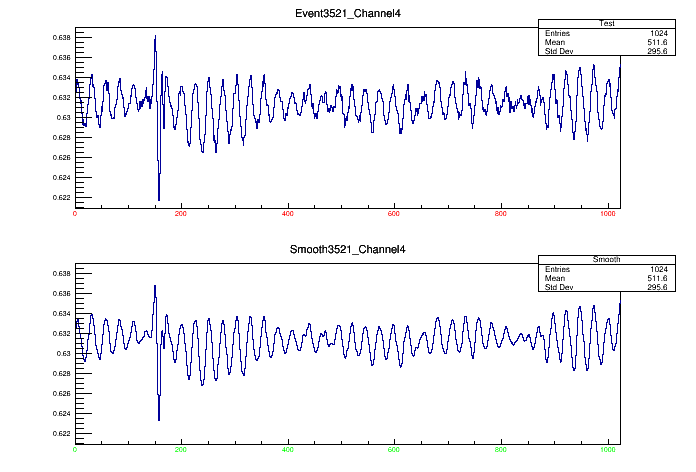 Event3521_Channel4
Test
Entries 1024
Mean 511.6
Std Dev 295.6
0.638
0.636
0.634
0.632
0.63
0.628
0.626
0.624
0.622
0 200 400 600 800 1000
Smooth3521_Channel4
Smooth
Entries 1024
Mean 511.6
Std Dev 295.6
0.638
0.636
0.634
0.632
0.63
0.628
0.626
0.624
0.622
0 200 400 600 800 1000